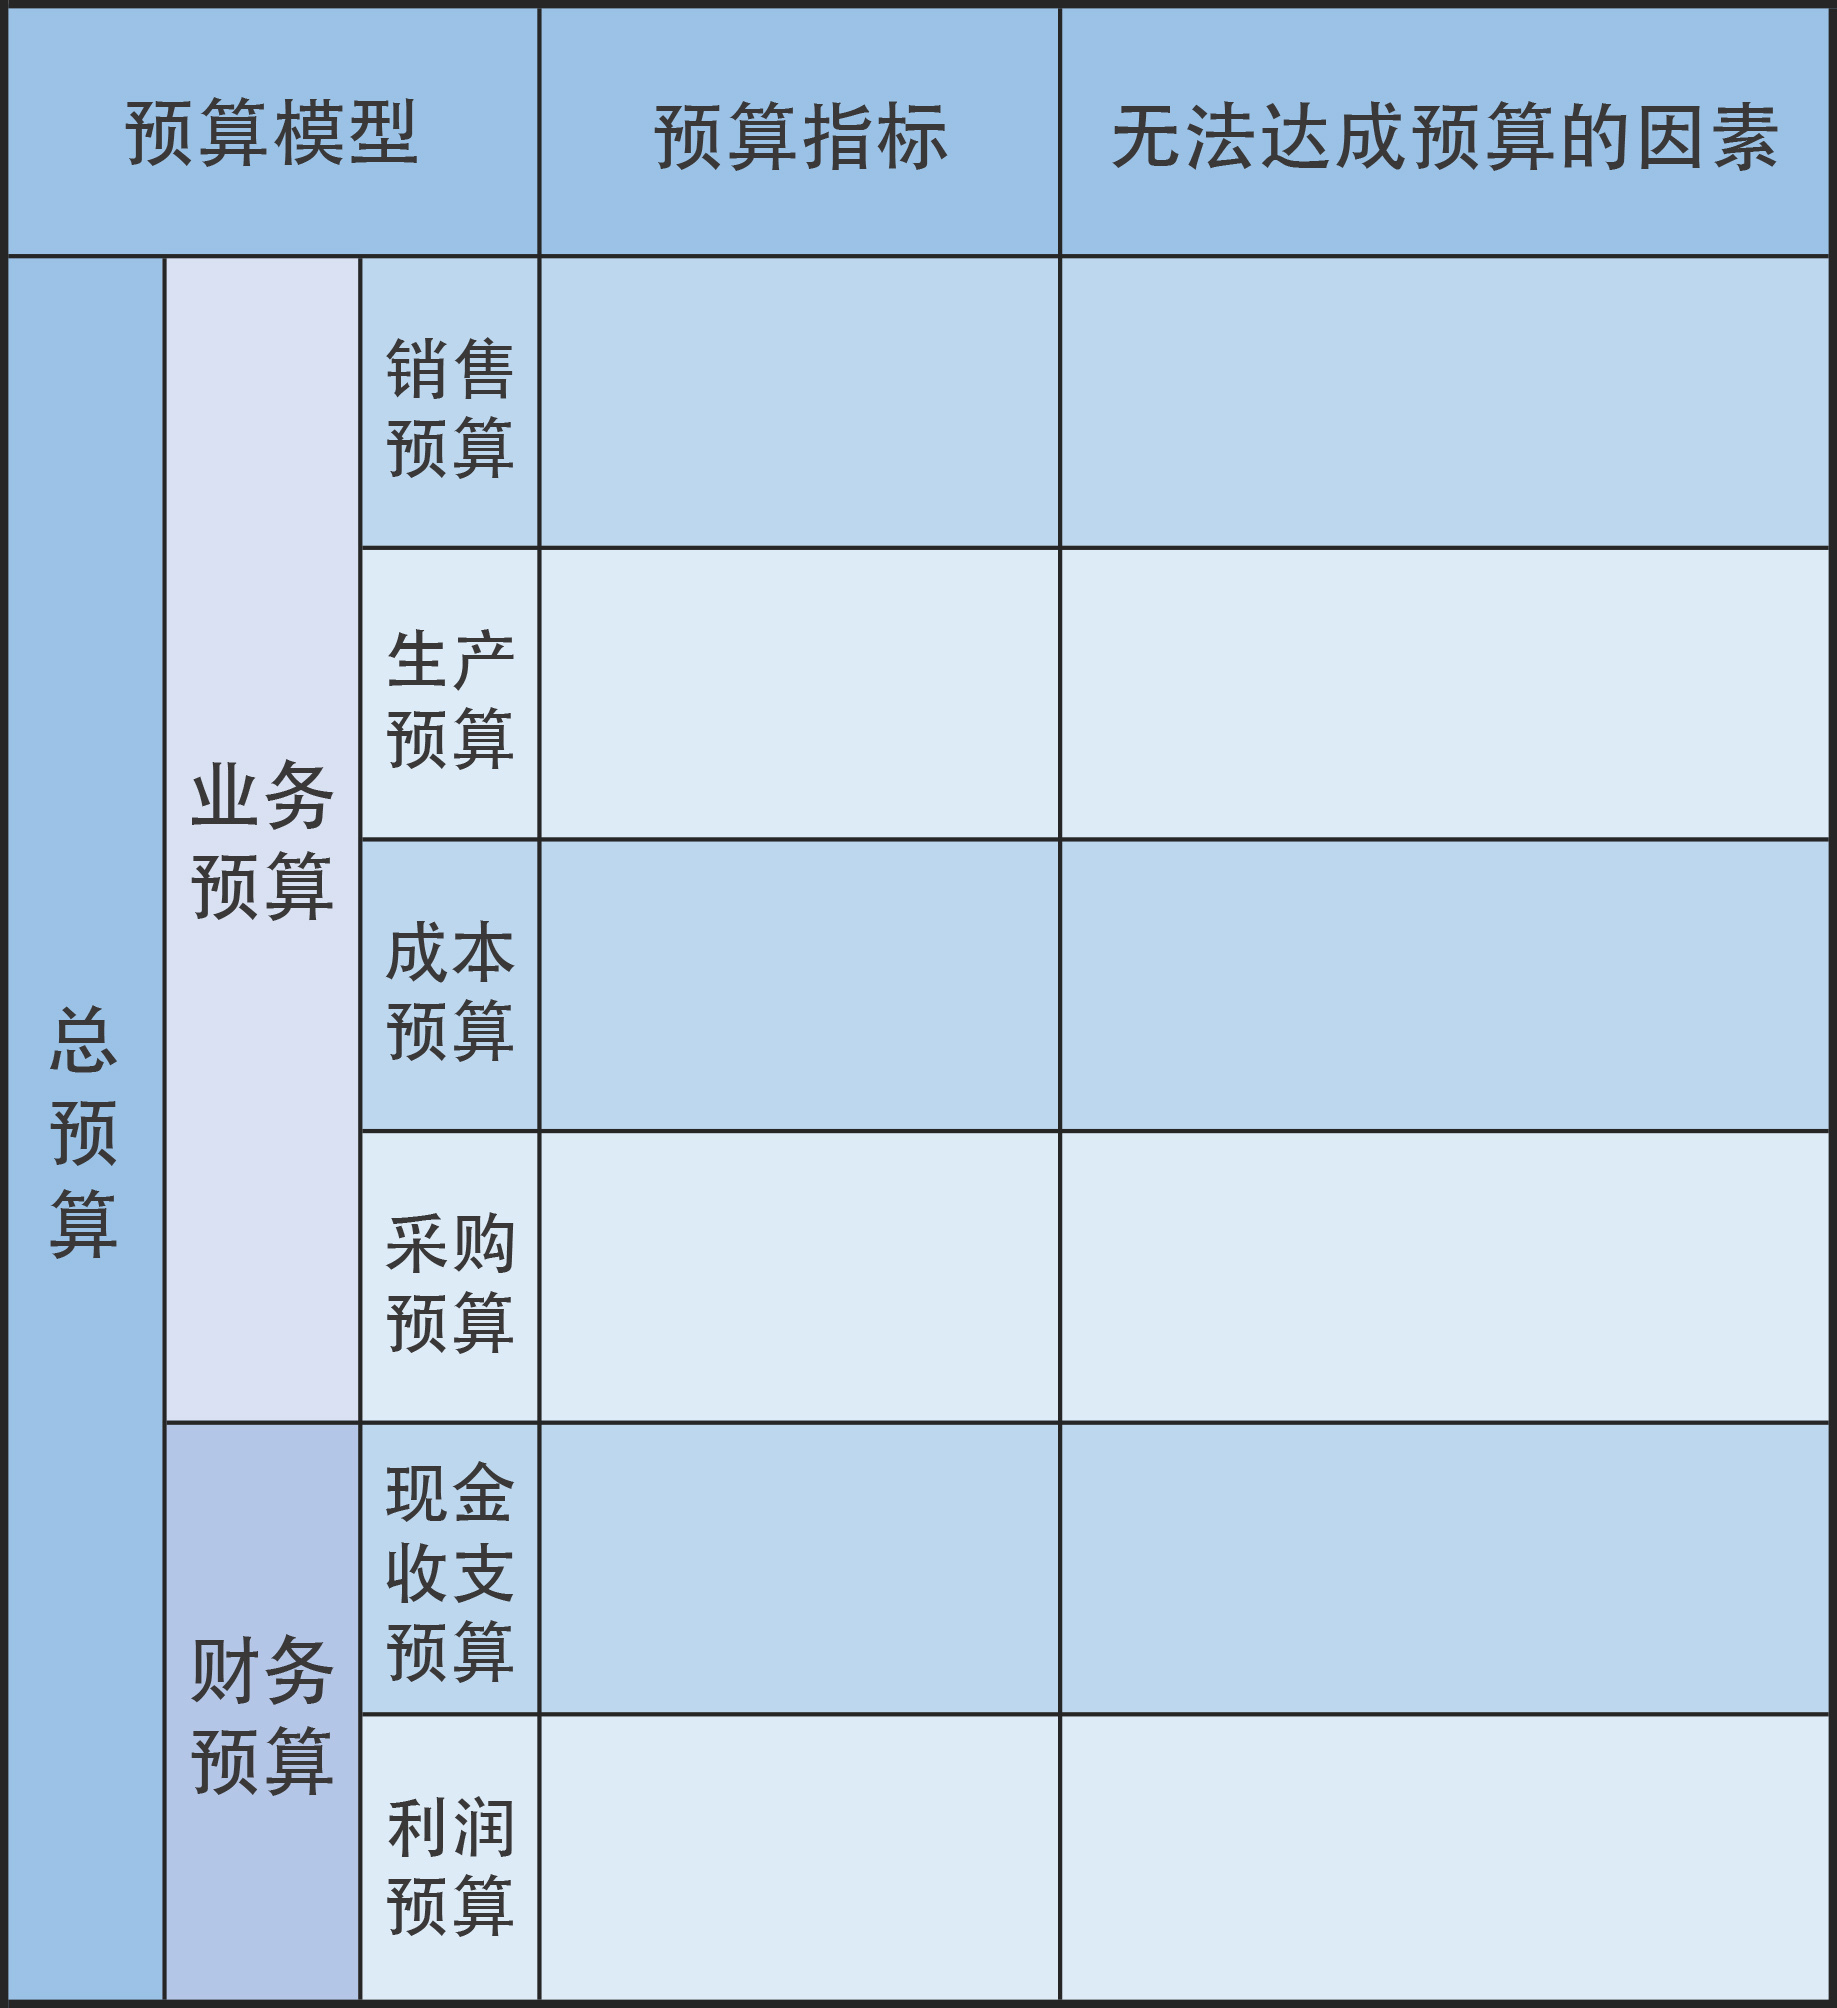 预算模型
预算指标
无法达成预算的因素
总
预
算
业务
预算
销售
预算
生产
预算
成本
预算
采购
预算
财务
预算
现金
收支
预算
利润
预算